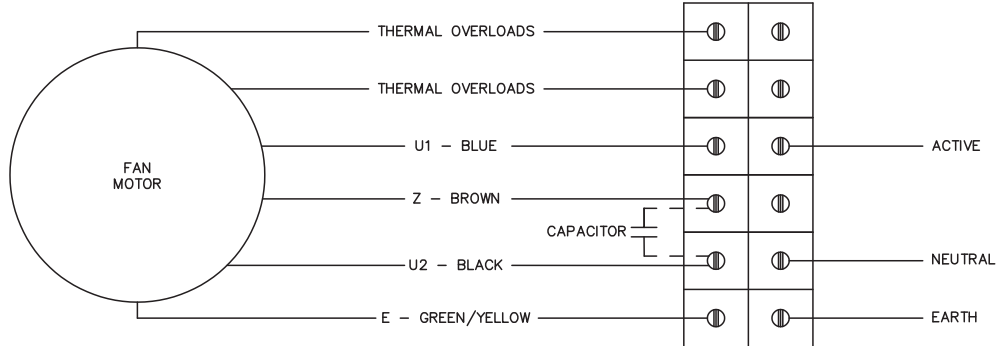 THERMAL OVERLOADS
THERMAL OVERLOADS
U1 - BLUE
ACTIVE
FAN
MOTOR
Z - BROWN
CAPACITOR
U2 - BLACK
NEUTRAL
E - GREEN/YELLOW
EARTH